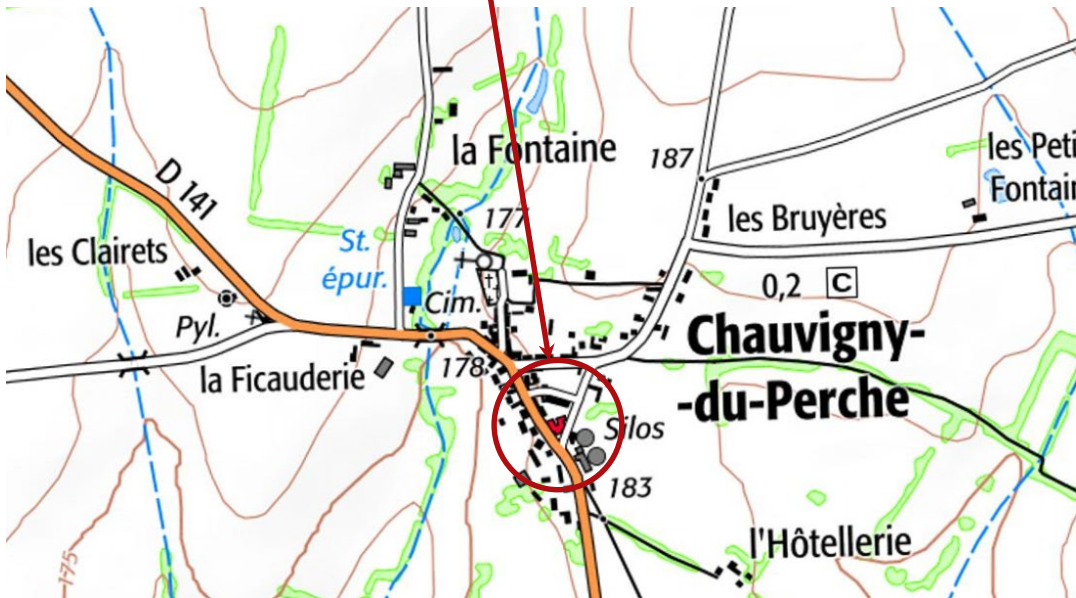 la Fontaine
187
les Peti
Fontain
D 141
177
les Bruyères
les Clairets
St.
épur.
0,2 C
Cim.
Pyl.
Chauvigny-
-du-Perche
178
la Ficauderie
Silos
183
l'Hôtellerie
175